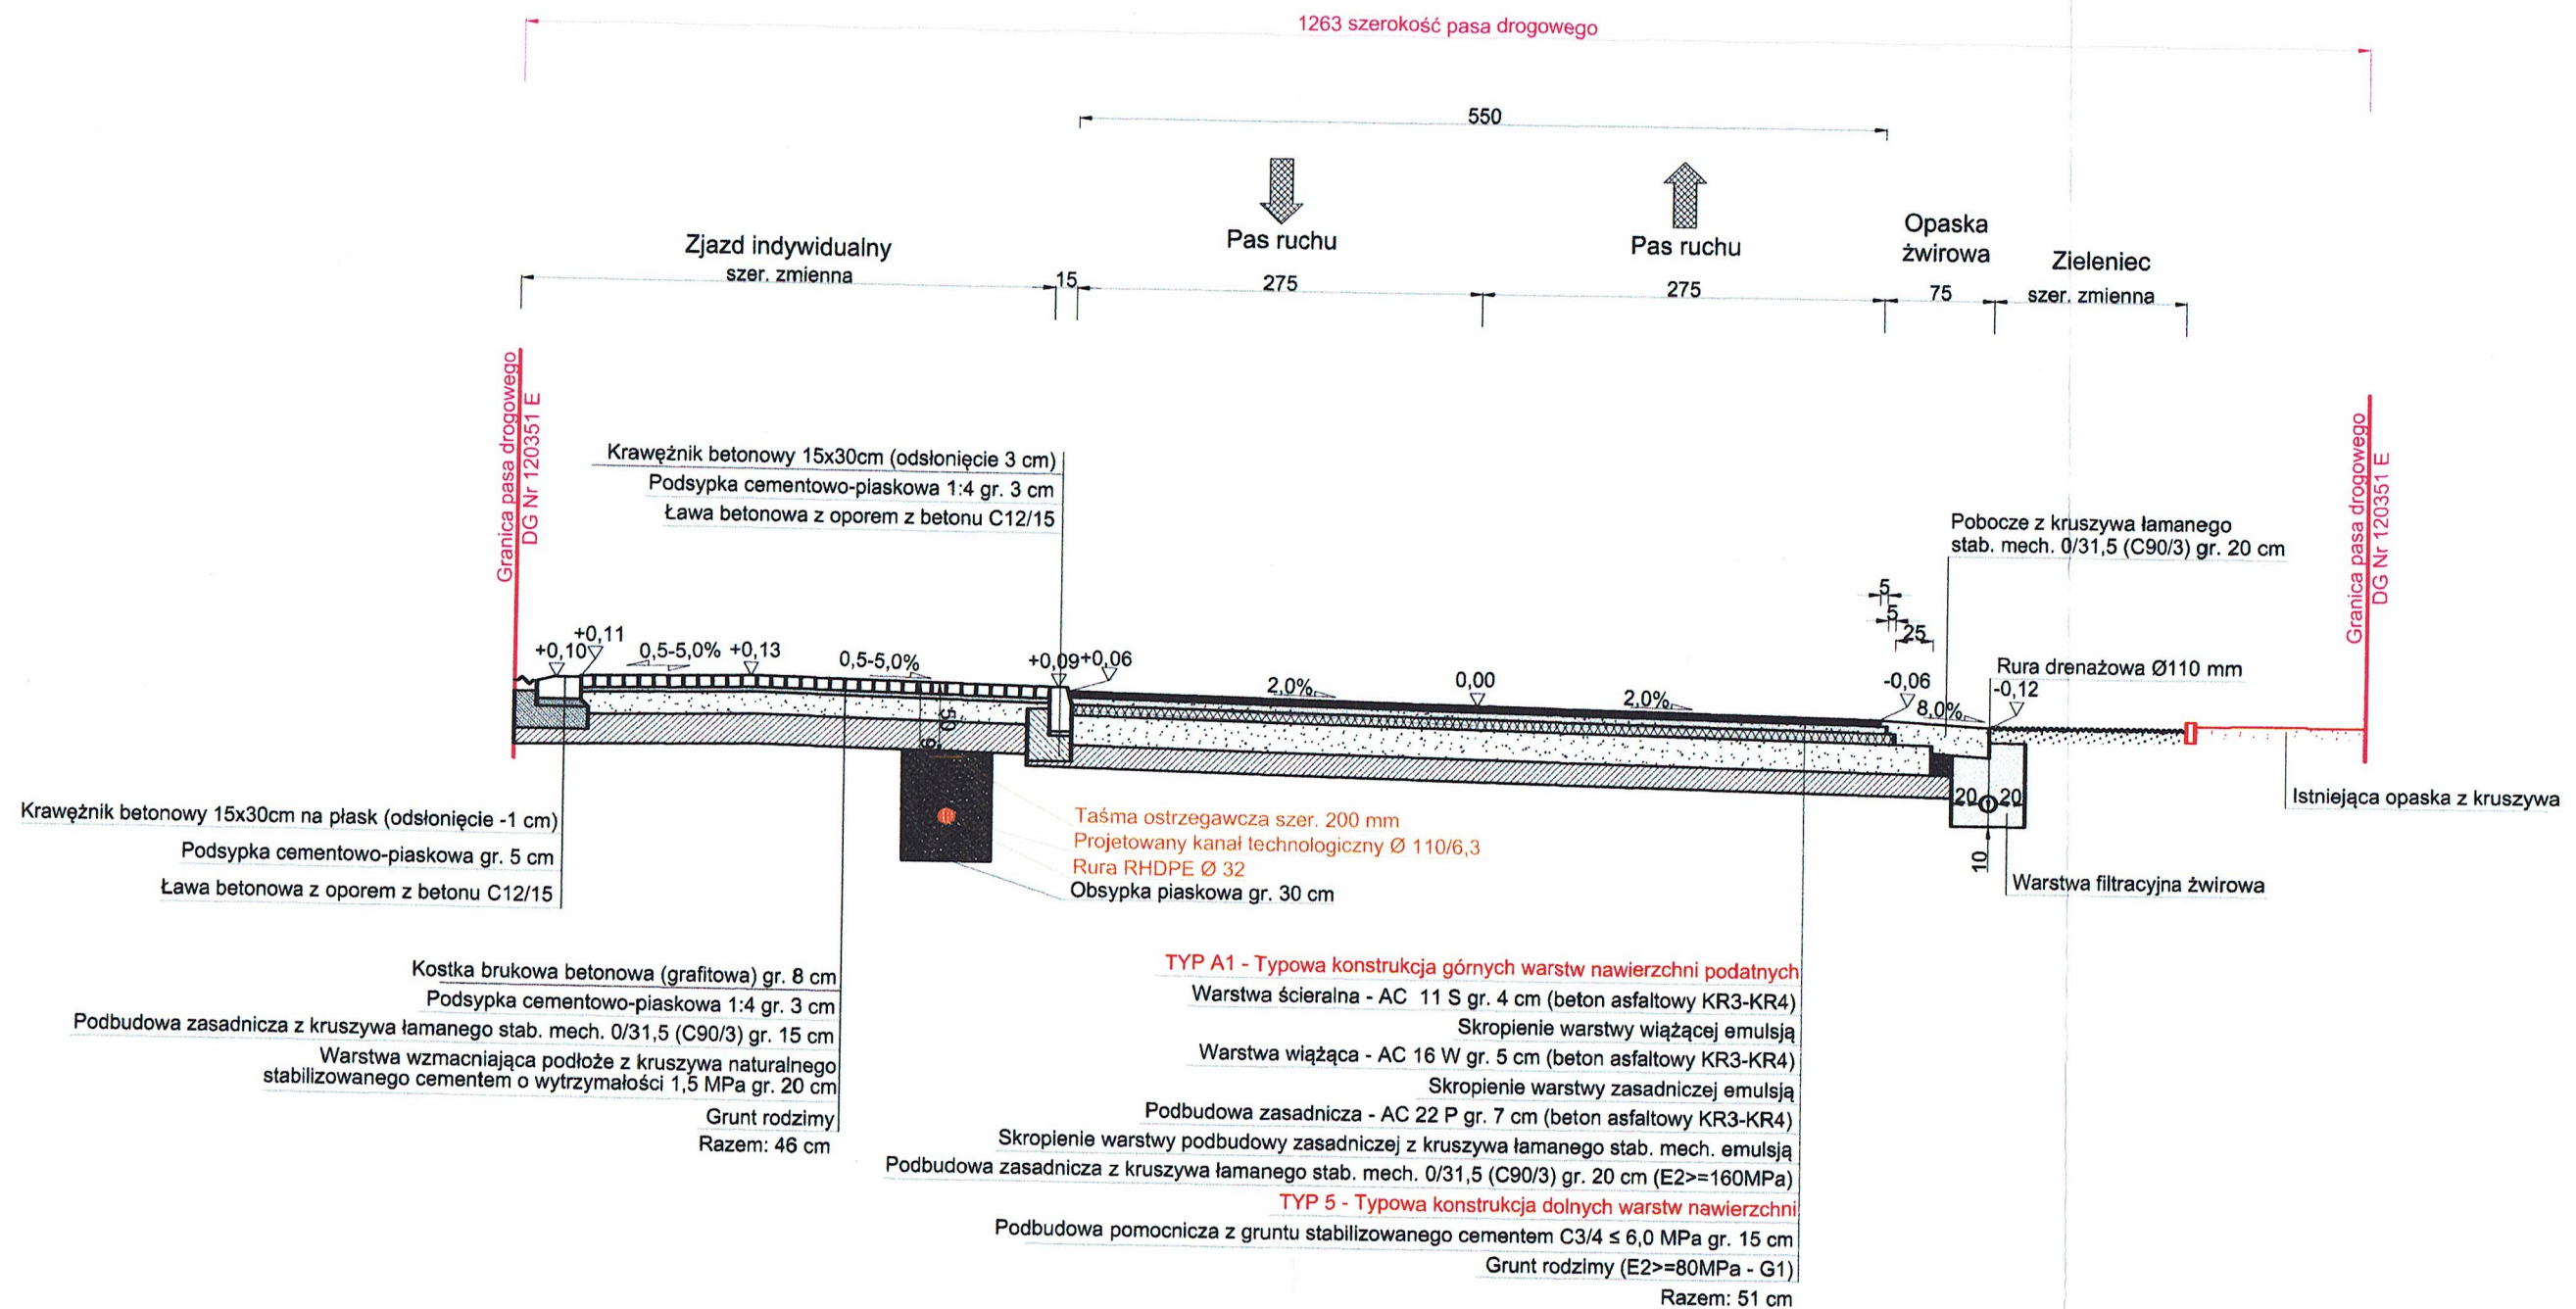 1263 szerokość pasa drogowego
550
Pas ruchu
Pas ruchu
Opaska
żwirowa
Zjazd indywidualny
szer. zmienna
15
275
275
75
Zieleniec
szer. zmienna
Granica pasa drogowego
DG Nr 120351 E
Granica pasa drogowego
DG Nr 120351 E
Krawężnik betonowy 15x30cm (odsłonięcie 3 cm)
Podsypka cementowo-piaskowa 1:4 gr. 3 cm
Ława betonowa z oporem z betonu C12/15
Pobocze z kruszywa łamanego
stab. mech. 0/31,5 (C90/3) gr. 20 cm
5
5
25
+0,10
+0,11
0,5-5,0%
+0,13
0,5-5,0%
+0,09
+0,06
2,0%
0,00
2,0%
-0,06
8,0%
Rura drenażowa Ø110 mm
-0,12
50
20
20
10
Krawężnik betonowy 15x30cm na płask (odsłonięcie -1 cm)
Podsypka cementowo-piaskowa gr. 5 cm
Ława betonowa z oporem z betonu C12/15
Taśma ostrzegawcza szer. 200 mm
Projetowany kanał technologiczny Ø 110/6,3
Rura RHDPE Ø 32
Obsypka piaskowa gr. 30 cm
Istniejąca opaska z kruszywa
Warstwa filtracyjna żwirowa
Kostka brukowa betonowa (grafitowa) gr. 8 cm
Podsypka cementowo-piaskowa 1:4 gr. 3 cm
Podbudowa zasadnicza z kruszywa łamanego stab. mech. 0/31,5 (C90/3) gr. 15 cm
Warstwa wzmacniająca podłoże z kruszywa naturalnego
stabilizowanego cementem o wytrzymałości 1,5 MPa gr. 20 cm
Grunt rodzimy
Razem: 46 cm
TYP A1 - Typowa konstrukcja górnych warstw nawierzchni podatnych
Warstwa ścieralna - AC 11 S gr. 4 cm (beton asfaltowy KR3-KR4)
Skropienie warstwy wiążącej emulsją
Warstwa wiążąca - AC 16 W gr. 5 cm (beton asfaltowy KR3-KR4)
Skropienie warstwy zasadniczej emulsją
Podbudowa zasadnicza - AC 22 P gr. 7 cm (beton asfaltowy KR3-KR4)
Skropienie warstwy podbudowy zasadniczej z kruszywa łamanego stab. mech. emulsją
Podbudowa zasadnicza z kruszywa łamanego stab. mech. 0/31,5 (C90/3) gr. 20 cm (E2>=160MPa)
TYP 5 - Typowa konstrukcja dolnych warstw nawierzchni
Podbudowa pomocnicza z gruntu stabilizowanego cementem C3/4 ≤ 6,0 MPa gr. 15 cm
Grunt rodzimy (E2>=80MPa - G1)
Razem: 51 cm